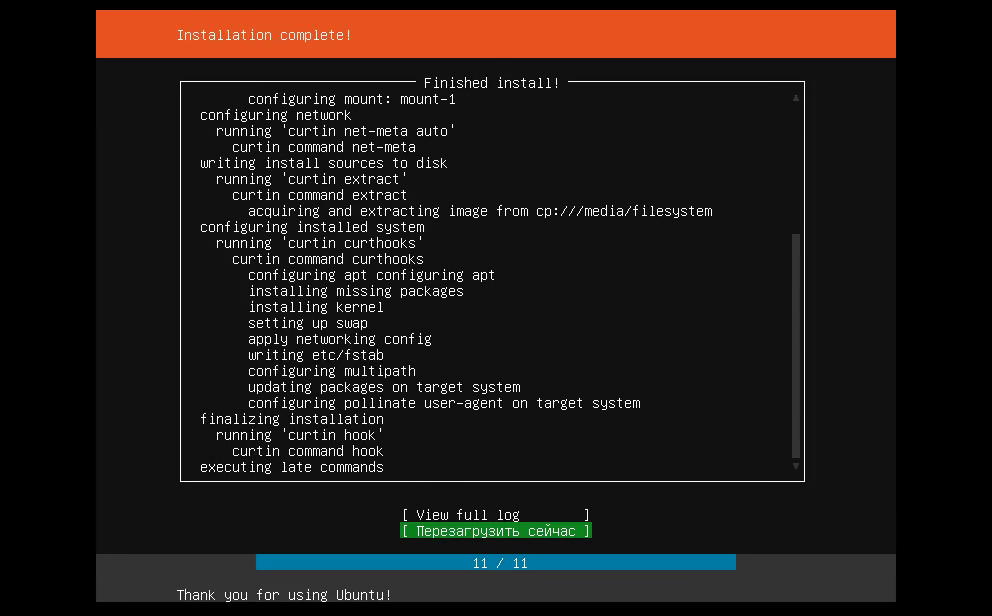 Installation complete!
Finished install!
configuring mount: mount-1
configuring network
running 'curtin net-meta auto'
curtin command net-meta
writing install sources to disk
running 'curtin extract'
curtin command extract
acquiring and extracting image from cp:///media/filesystem
configuring installed system
running 'curtin curthooks'
curtin command curthooks
configuring apt configuring apt
installing missing packages
installing kernel
setting up swap
apply networking config
writing etc/fstab
configuring multipath
updating packages on target system
configuring pollinate user-agent on target system
finalizing installation
running 'curtin hook'
curtin command hook
executing late commands
[ View full log ]
[ Перезагрузить сейчас ]
11 / 11
Thank you for using Ubuntu!